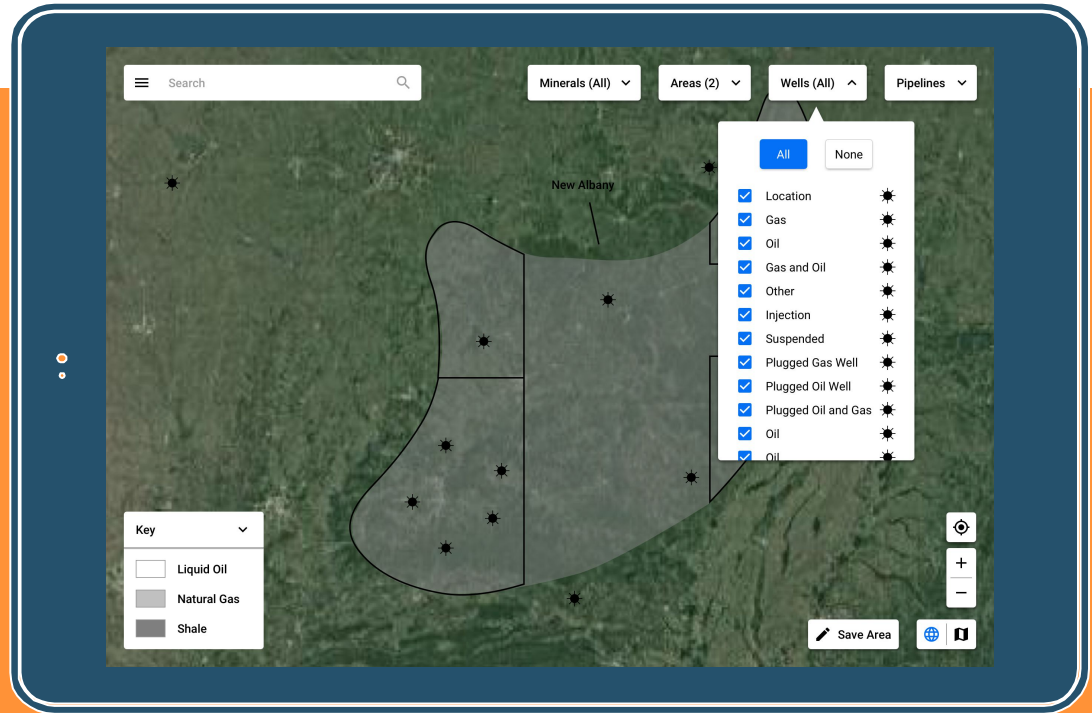 Search
Minerals (All)
Areas (2)
Wells (All)
Pipelines
All
None
Location
Gas
Oil
Gas and Oil
Other
Injection
Suspended
Plugged Gas Well
Plugged Oil Well
Plugged Oil and Gas
Oil
Oil
New Albany
Key
Liquid Oil
Natural Gas
Shale
+
−
Save Area